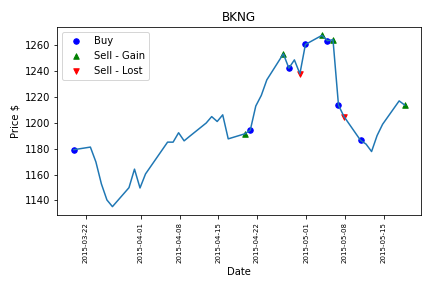 BKNG
Buy
Sell - Gain
Sell - Lost
Price $
1260
1240
1220
1200
1180
1160
1140
2015-03-22
2015-04-01
2015-04-08
2015-04-15
2015-04-22
2015-05-01
2015-05-08
2015-05-15
Date